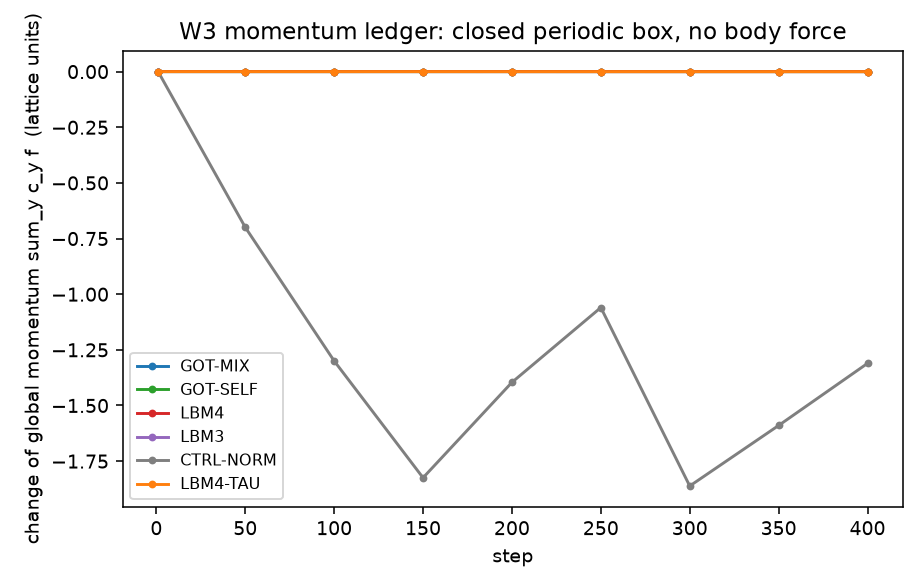 W3 momentum ledger: closed periodic box, no body force
change of global momentum sum_y c_y f (lattice units)
0.00
−0.25
−0.50
−0.75
−1.00
−1.25
−1.50
−1.75
GOT-MIX
GOT-SELF
LBM4
LBM3
CTRL-NORM
LBM4-TAU
0 50 100 150 200 250 300 350 400
step